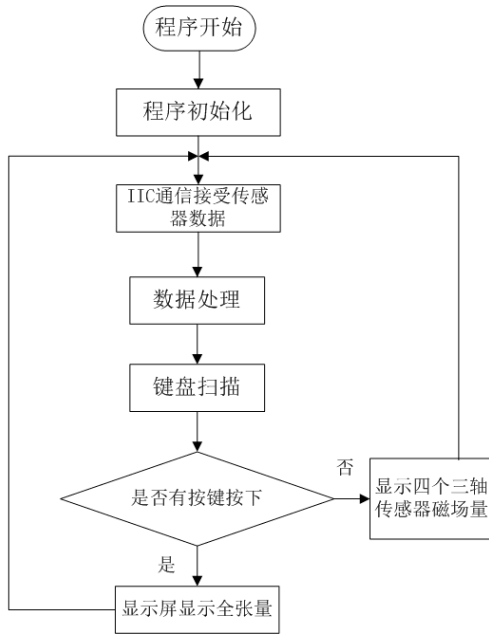 程序开始
程序初始化
IIC通信接受传感
器数据
数据处理
键盘扫描
是否有按键按下
否
显示四个三轴
传感器磁场量
是
显示屏显示全张量